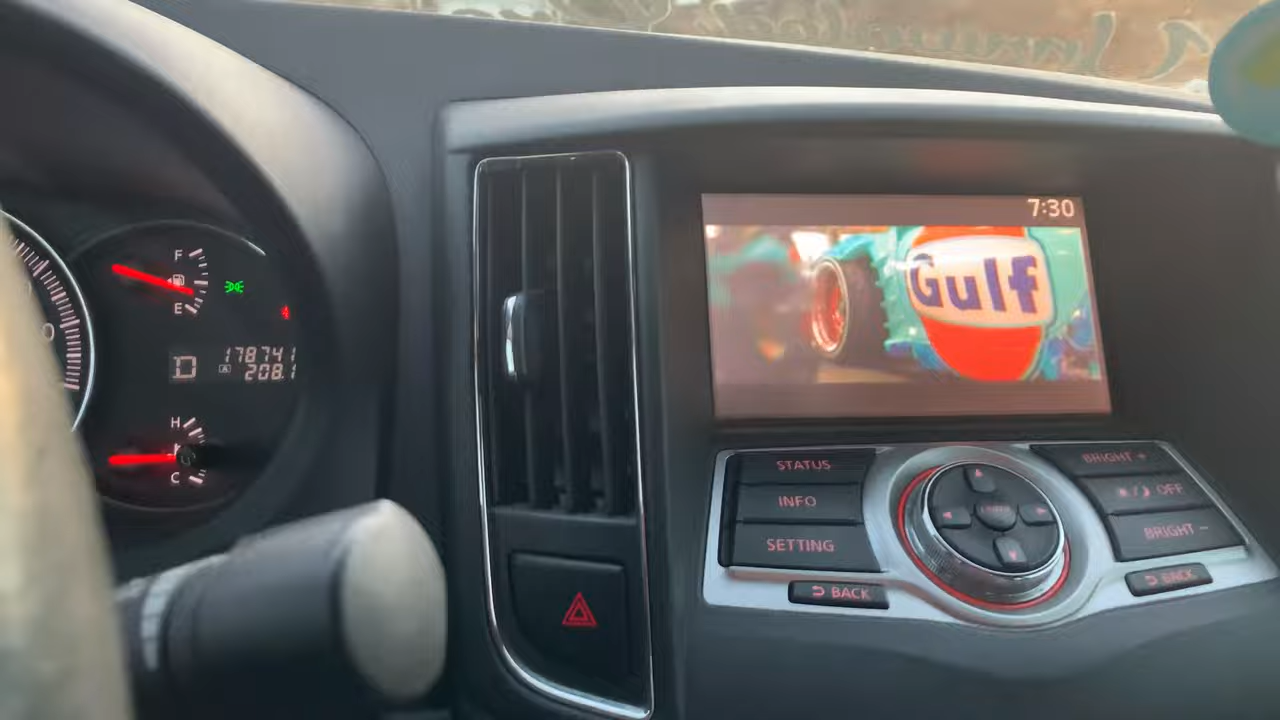 F
E
D
178741
A 208.1
H
C
7:30
Gulf
STATUS
INFO
SETTING
BACK
BRIGHT +
OFF
BRIGHT -
BACK